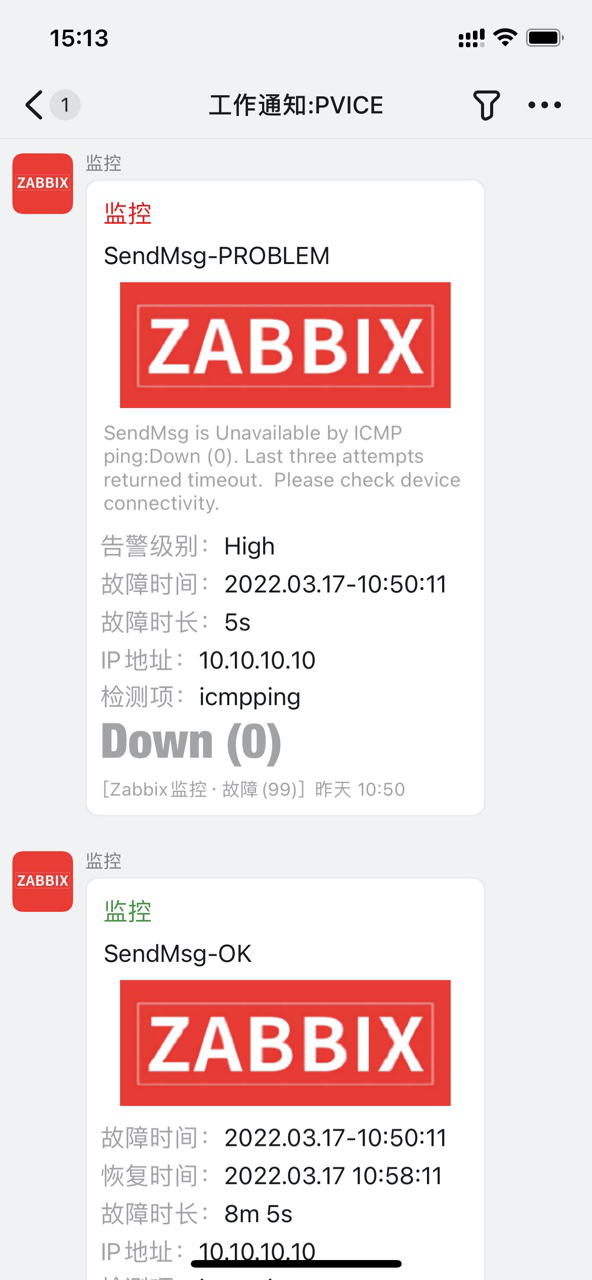 15:13
1
工作通知:PVICE
ZABBIX
监控
监控
SendMsg-PROBLEM
ZABBIX
SendMsg is Unavailable by ICMP
ping:Down (0). Last three attempts
returned timeout. Please check device
connectivity.
告警级别： High
故障时间： 2022.03.17-10:50:11
故障时长： 5s
IP地址： 10.10.10.10
检测项： icmpping
Down (0)
[Zabbix监控·故障(99)] 昨天 10:50
ZABBIX
监控
监控
SendMsg-OK
ZABBIX
故障时间： 2022.03.17-10:50:11
恢复时间： 2022.03.17 10:58:11
故障时长： 8m 5s
IP地址： 10.10.10.10